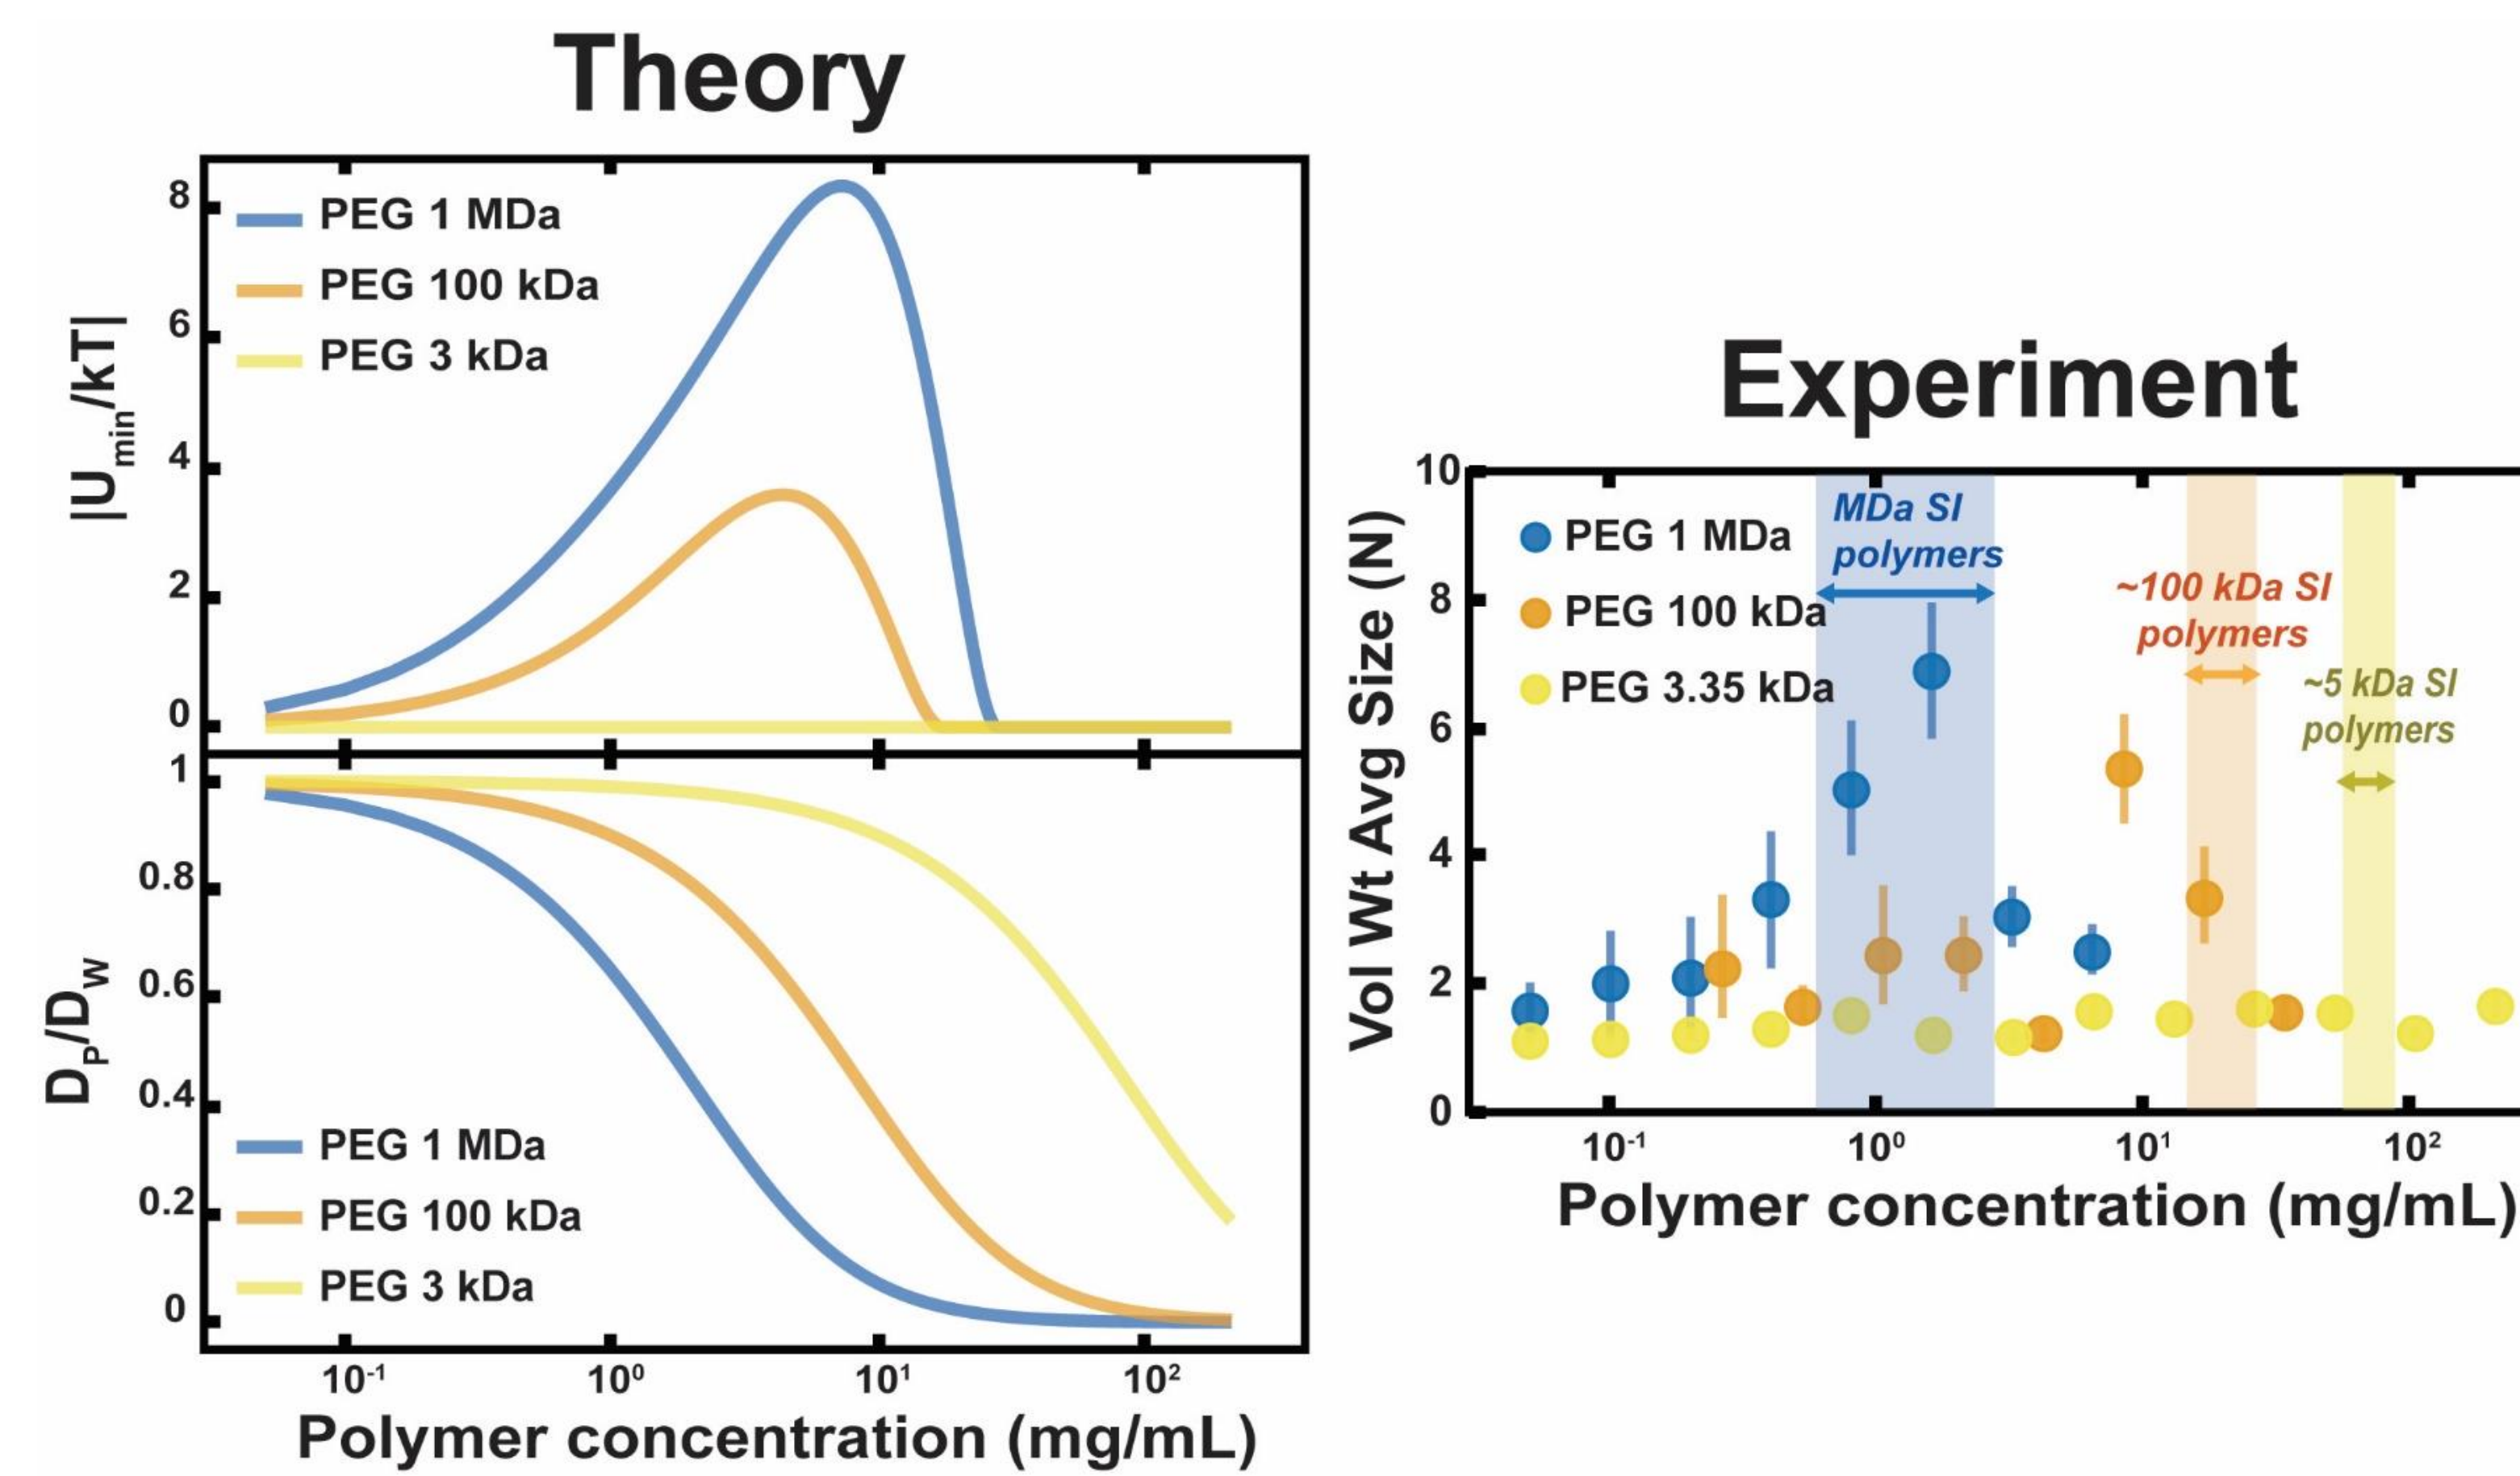 Theory
|Umin/kT|
8
6
4
2
0
PEG 1 MDa
PEG 100 kDa
PEG 3 kDa
DP/DW
1
0.8
0.6
0.4
0.2
0
PEG 1 MDa
PEG 100 kDa
PEG 3 kDa
10-1
100
101
102
Polymer concentration (mg/mL)
Experiment
Vol Wt Avg Size (N)
10
8
6
4
2
0
PEG 1 MDa
PEG 100 kDa
PEG 3.35 kDa
MDa SI
polymers
~100 kDa SI
polymers
~5 kDa SI
polymers
10-1
100
101
102
Polymer concentration (mg/mL)